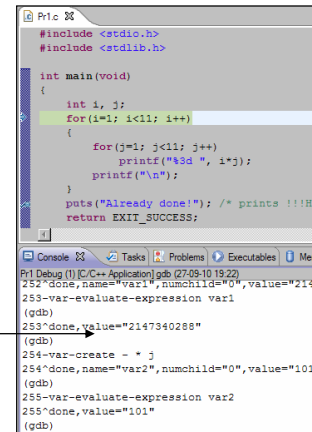 Pr1.c
#include <stdio.h>
#include <stdlib.h>
int main(void)
{
int i, j;
for(i=1; i<11; i++)
{
for(j=1; j<11; j++)
printf("%3d ", i*j);
printf("\n");
}
puts("Already done!"); /* prints !!!H
return EXIT_SUCCESS;
Console Tasks Problems Executables Me
Pr1 Debug (1) [C/C++ Application] gdb (27-09-10 19:22)
252^done,name="var1",numchild="0",value="214
253-var-evaluate-expression var1
(gdb)
253^done,value="2147340288"
(gdb)
254-var-create - * j
254^done,name="var2",numchild="0",value="101
(gdb)
255-var-evaluate-expression var2
(gdb)
255^done,value="101"
(gdb)